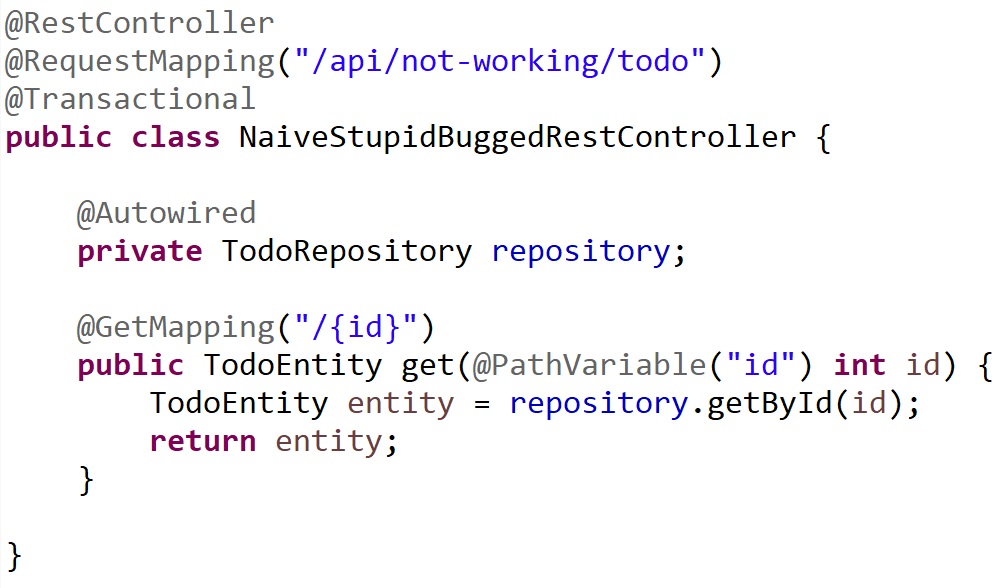 @RestController
@RequestMapping("/api/not-working/todo")
@Transactional
public class NaiveStupidBuggedRestController {
@Autowired
private TodoRepository repository;
@GetMapping("/{id}")
public TodoEntity get(@PathVariable("id") int id) {
TodoEntity entity = repository.getById(id);
return entity;
}
}